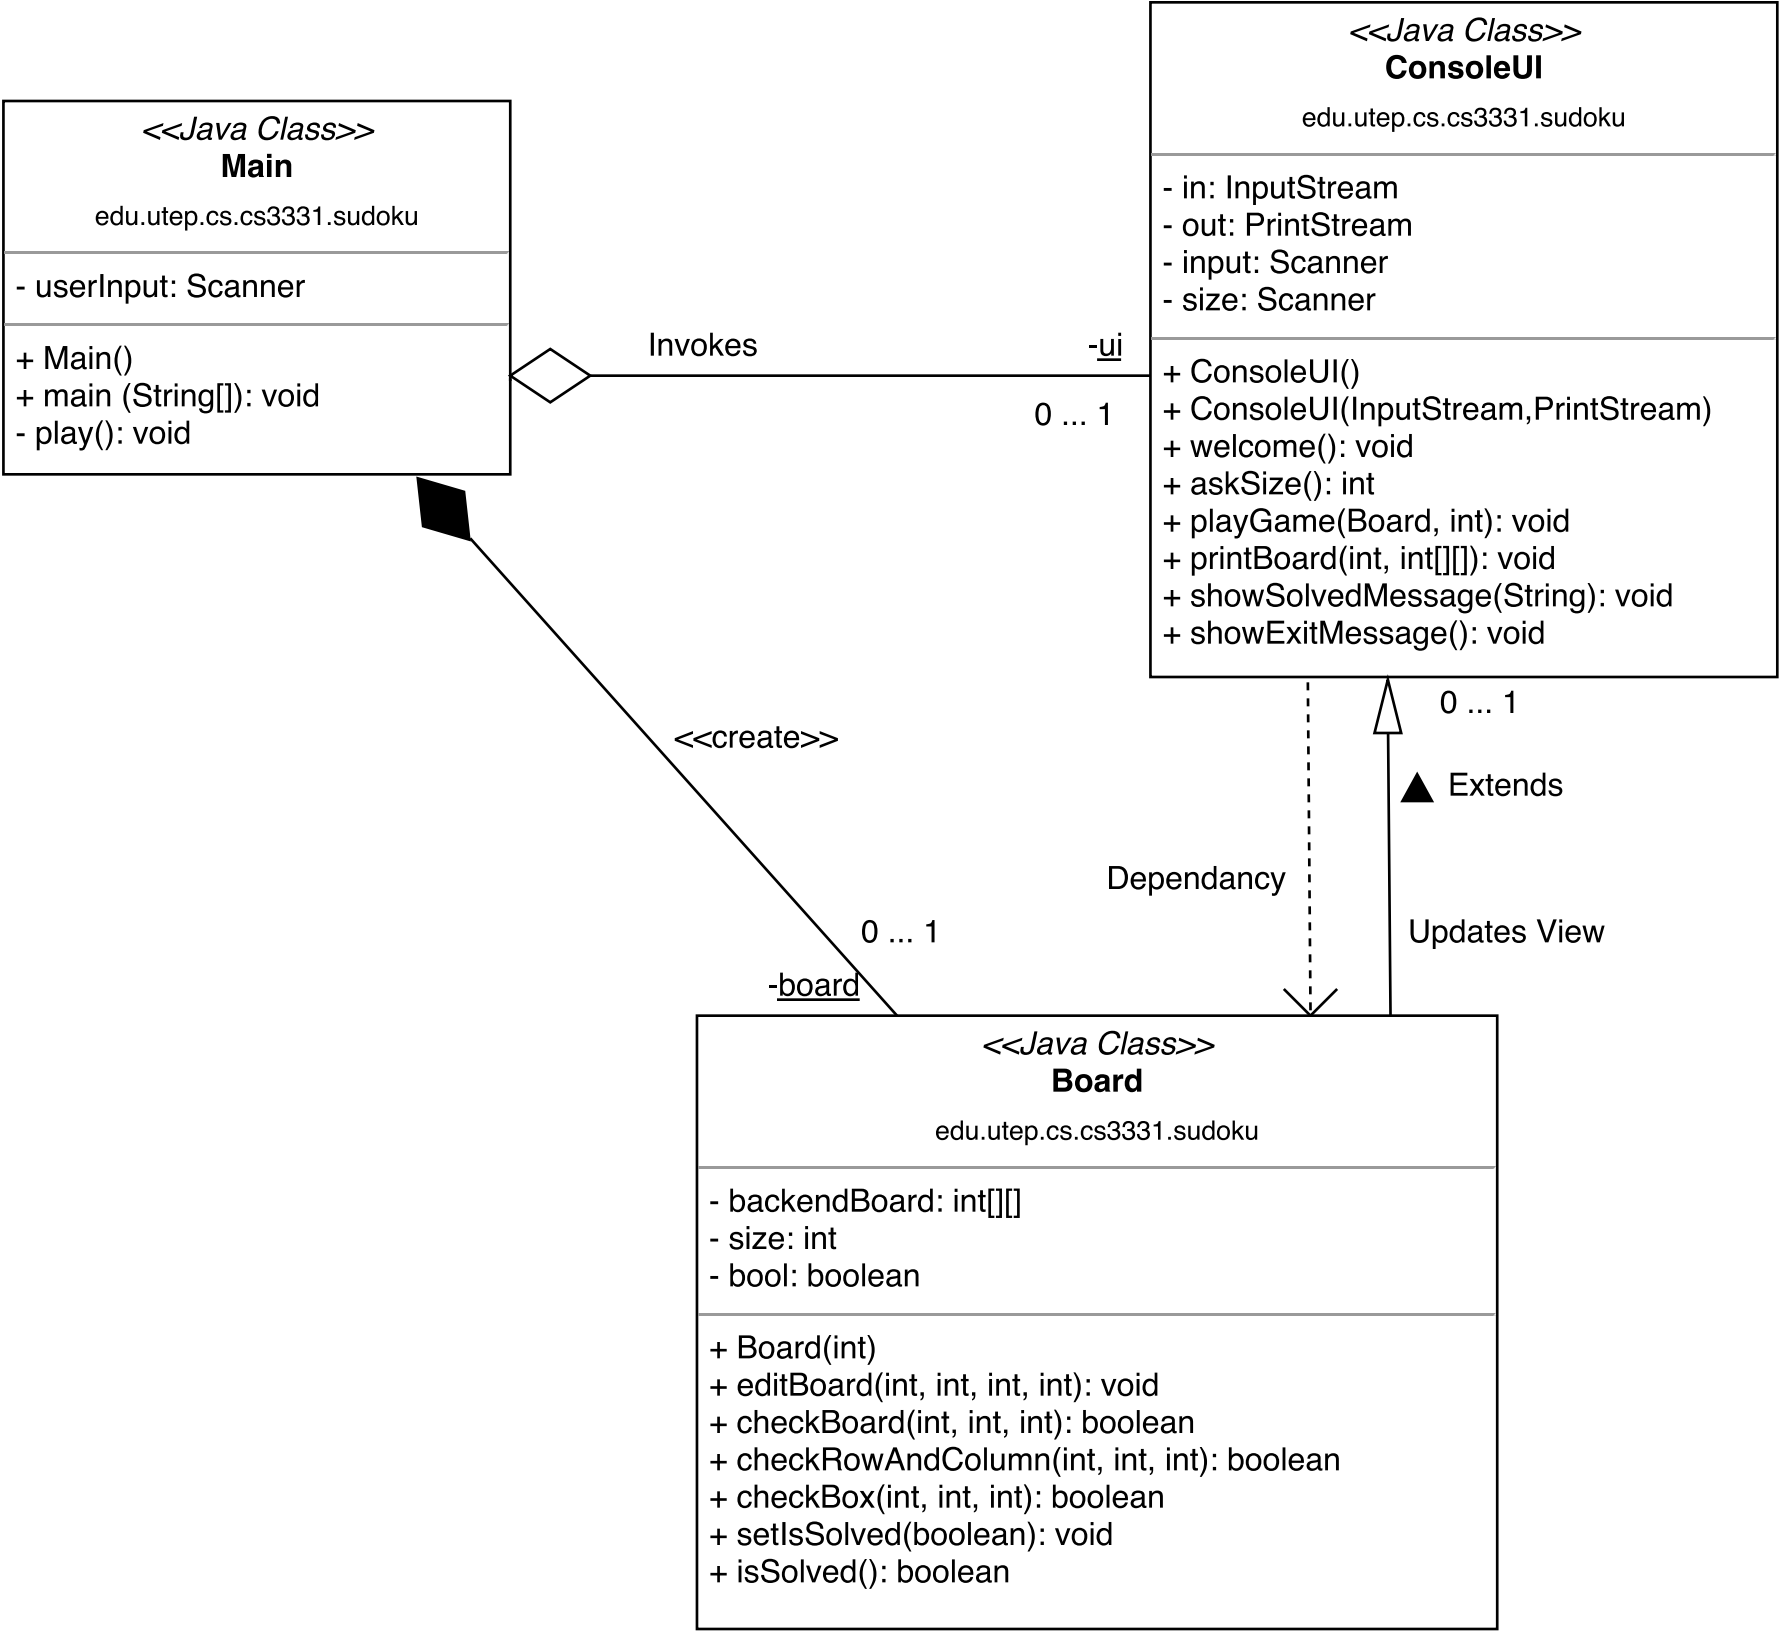 <<Java Class>>
Main
edu.utep.cs.cs3331.sudoku
- userInput: Scanner
+ Main()
+ main (String[]): void
- play(): void
Invokes
-ui
0 ... 1
<<Java Class>>
ConsoleUI
edu.utep.cs.cs3331.sudoku
- in: InputStream
- out: PrintStream
- input: Scanner
- size: Scanner
+ ConsoleUI()
+ ConsoleUI(InputStream,PrintStream)
+ welcome(): void
+ askSize(): int
+ playGame(Board, int): void
+ printBoard(int, int[][]): void
+ showSolvedMessage(String): void
+ showExitMessage(): void
0 ... 1
<<create>>
Extends
Dependancy
Updates View
0 ... 1
-board
<<Java Class>>
Board
edu.utep.cs.cs3331.sudoku
- backendBoard: int[][]
- size: int
- bool: boolean
+ Board(int)
+ editBoard(int, int, int, int): void
+ checkBoard(int, int, int): boolean
+ checkRowAndColumn(int, int, int): boolean
+ checkBox(int, int, int): boolean
+ setIsSolved(boolean): void
+ isSolved(): boolean